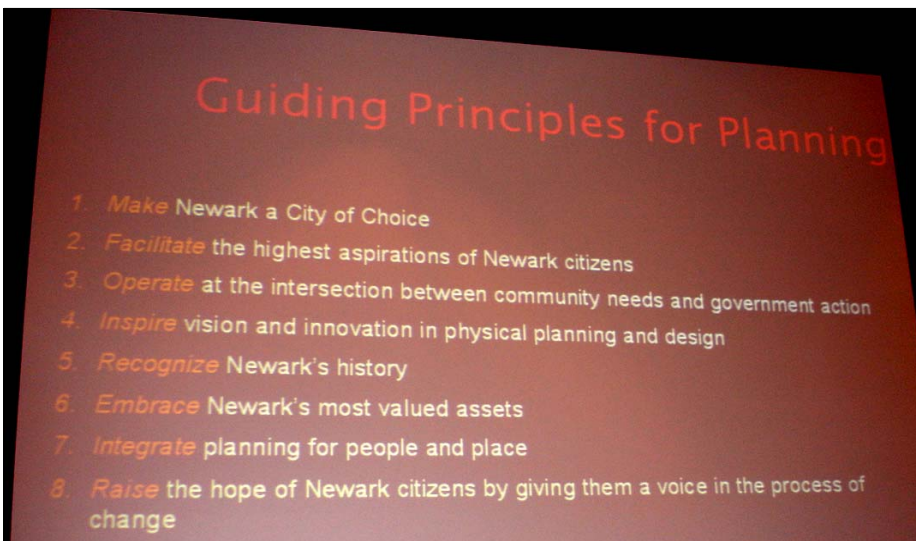 Guiding Principles for Planning
1. Make Newark a City of Choice
2. Facilitate the highest aspirations of Newark citizens
3. Operate at the intersection between community needs and government action
4. Inspire vision and innovation in physical planning and design
5. Recognize Newark's history
6. Embrace Newark's most valued assets
7. Integrate planning for people and place
8. Raise the hope of Newark citizens by giving them a voice in the process of
change